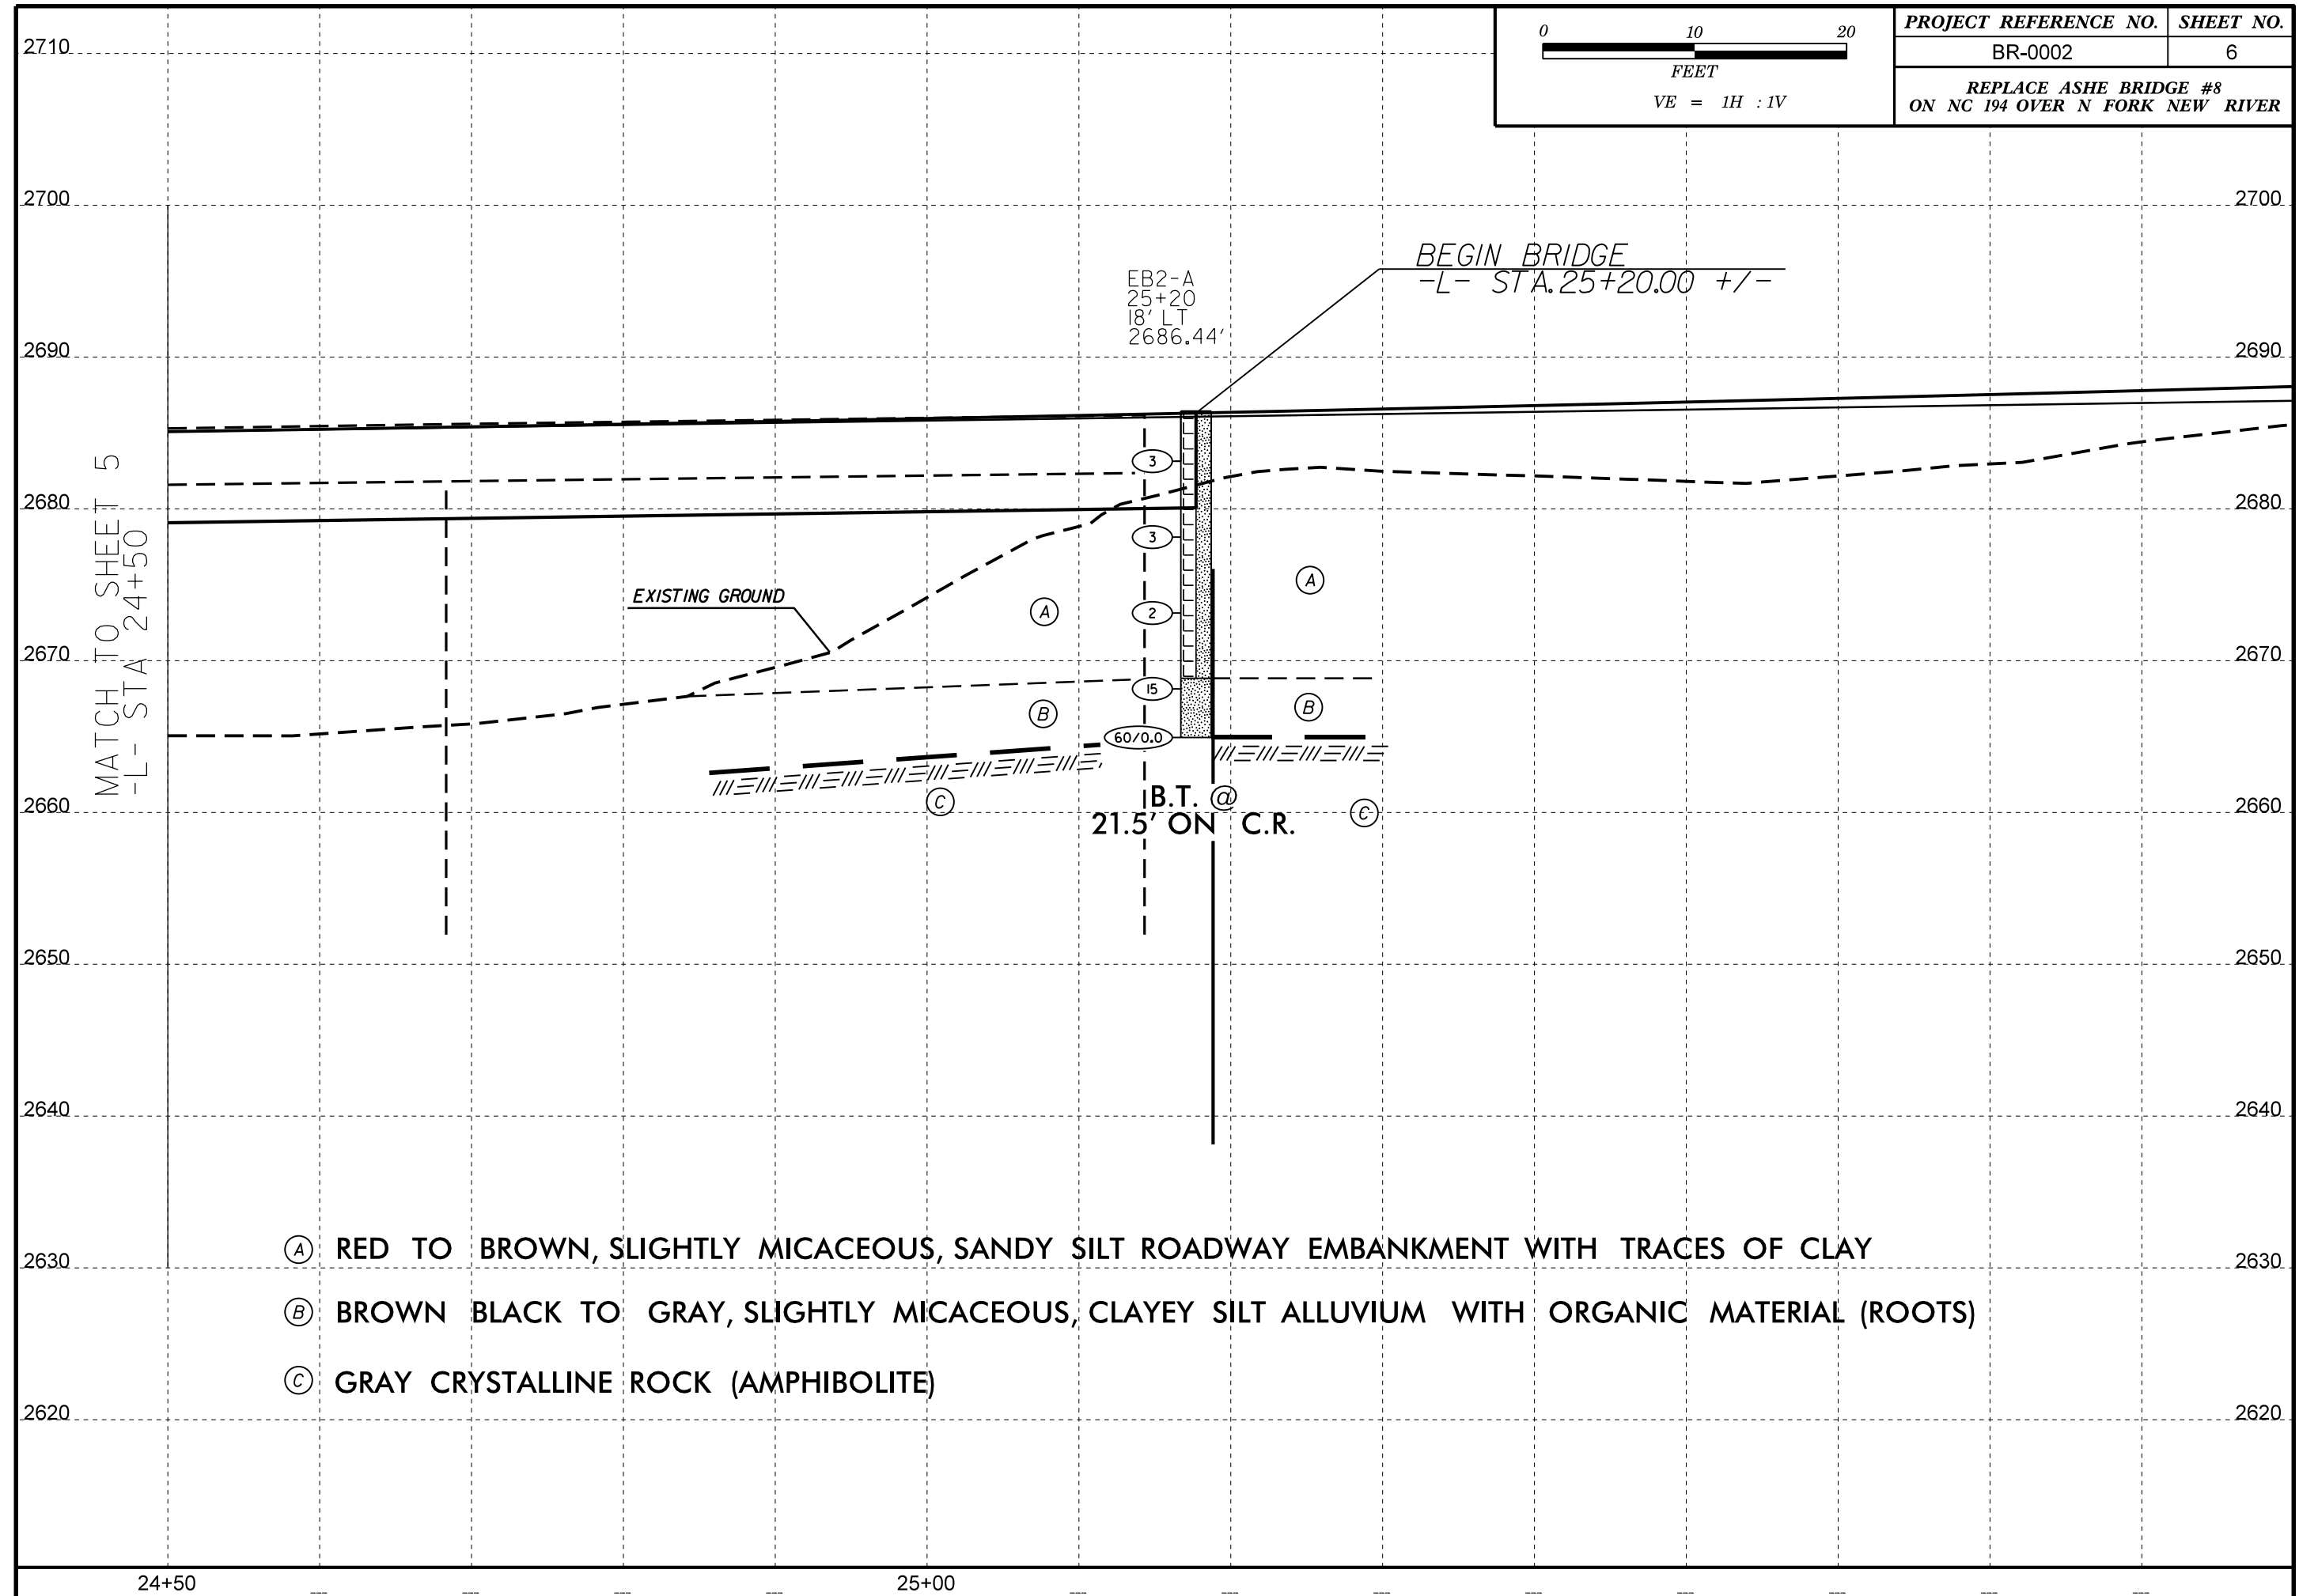 0 10 20
FEET
VE = 1H : 1V
PROJECT REFERENCE NO. SHEET NO.
BR-0002 6
REPLACE ASHE BRIDGE #8
ON NC 194 OVER N FORK NEW RIVER
2710
2700 2700
BEGIN BRIDGE
-L- STA. 25+20.00 +/-
EB2-A
25+20
18' LT
2686.44'
2690 2690
MATCH TO SHEET 5
-L- STA 24+50
3
2680 2680
3
A
EXISTING GROUND
A
2
2670 2670
15
B
B
60/0.0
2660 2660
C
B.T. @
21.5' ON C.R.
C
2650 2650
2640 2640
A RED TO BROWN, SLIGHTLY MICACEOUS, SANDY SILT ROADWAY EMBANKMENT WITH TRACES OF CLAY
2630 2630
B BROWN BLACK TO GRAY, SLIGHTLY MICACEOUS, CLAYEY SILT ALLUVIUM WITH ORGANIC MATERIAL (ROOTS)
C GRAY CRYSTALLINE ROCK (AMPHIBOLITE)
2620 2620
24+50 --- --- --- --- 25+00 --- --- --- --- --- --- --- ---